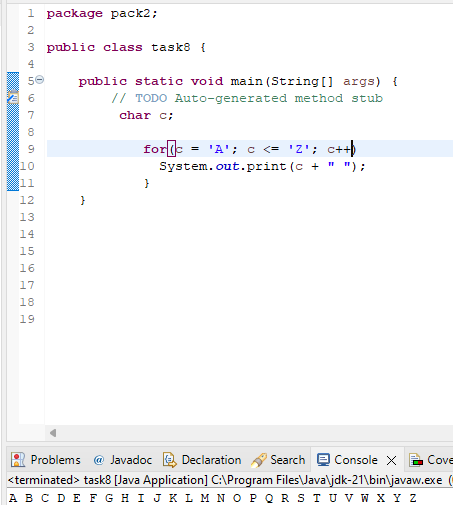 1 package pack2;
2
3 public class task8 {
4
5 public static void main(String[] args) {
6 // TODO Auto-generated method stub
7 char c;
8
9 for(c = 'A'; c <= 'Z'; c++)
10 System.out.print(c + " ");
11 }
12 }
13
14
15
16
17
18
19
Problems @ Javadoc Declaration Search Console Cove
<terminated> task8 [Java Application] C:\Program Files\Java\jdk-21\bin\javaw.exe (
A B C D E F G H I J K L M N O P Q R S T U V W X Y Z